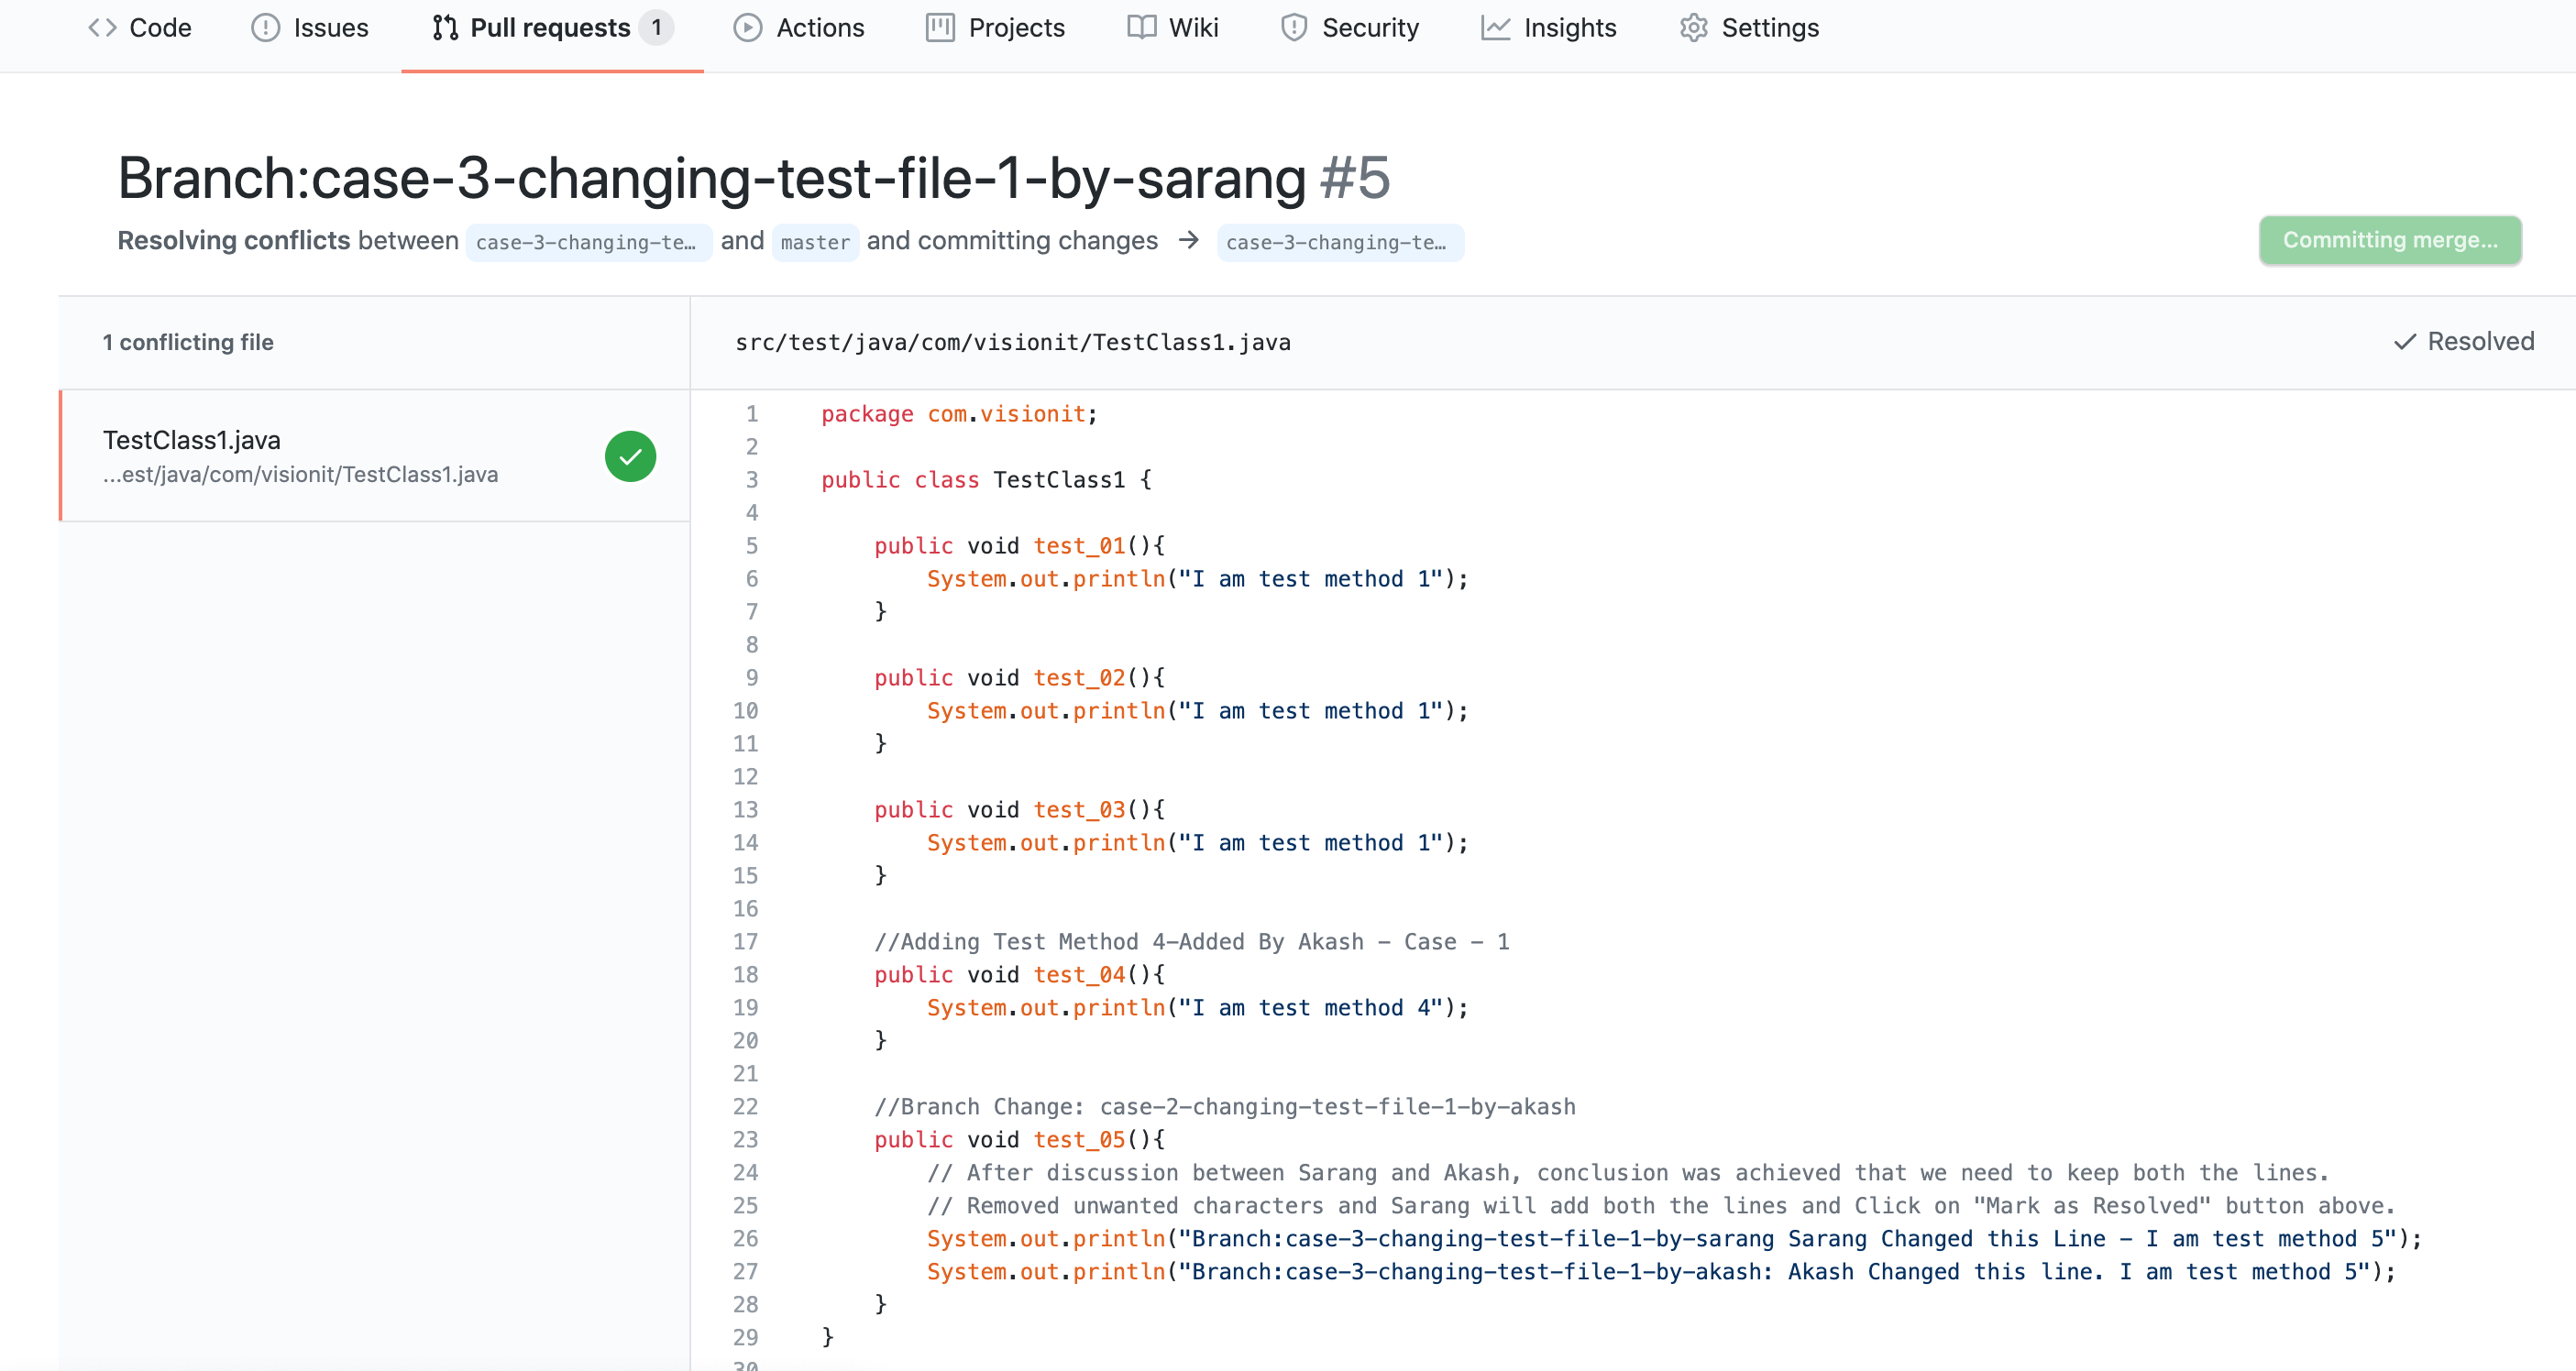 Code Issues Pull requests 1 Actions Projects Wiki Security Insights Settings
Branch:case-3-changing-test-file-1-by-sarang #5
Resolving conflicts between case-3-changing-te… and master and committing changes → case-3-changing-te…
Committing merge...
1 conflicting file
TestClass1.java
...est/java/com/visionit/TestClass1.java
src/test/java/com/visionit/TestClass1.java
Resolved
1 package com.visionit;
2
3 public class TestClass1 {
4
5     public void test_01(){
6         System.out.println("I am test method 1");
7     }
8
9     public void test_02(){
10         System.out.println("I am test method 1");
11     }
12
13     public void test_03(){
14         System.out.println("I am test method 1");
15     }
16
17     //Adding Test Method 4-Added By Akash - Case - 1
18     public void test_04(){
19         System.out.println("I am test method 4");
20     }
21
22     //Branch Change: case-2-changing-test-file-1-by-akash
23     public void test_05(){
24         // After discussion between Sarang and Akash, conclusion was achieved that we need to keep both the lines.
25         // Removed unwanted characters and Sarang will add both the lines and Click on "Mark as Resolved" button above.
26         System.out.println("Branch:case-3-changing-test-file-1-by-sarang Sarang Changed this Line - I am test method 5");
27         System.out.println("Branch:case-3-changing-test-file-1-by-akash: Akash Changed this line. I am test method 5");
28     }
29 }
30